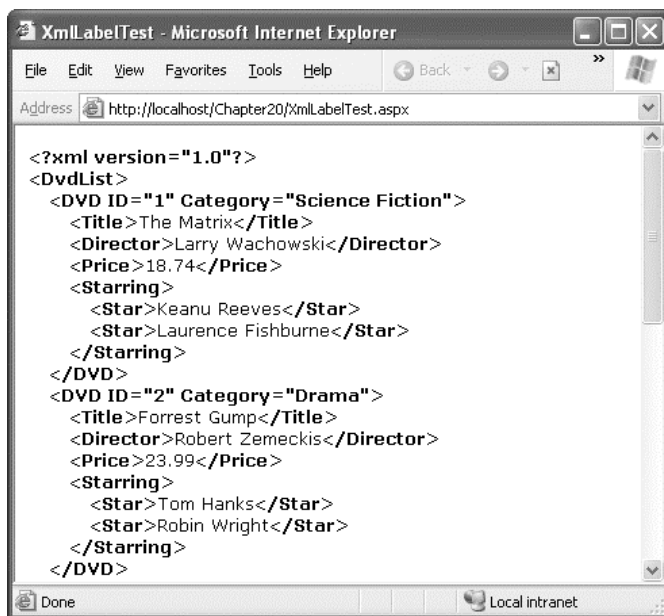 XmlLabelTest - Microsoft Internet Explorer
File Edit View Favorites Tools Help Back »
Address http://localhost/Chapter20/XmlLabelTest.aspx
<?xml version="1.0"?>
<DvdList>
<DVD ID="1" Category="Science Fiction">
<Title>The Matrix</Title>
<Director>Larry Wachowski</Director>
<Price>18.74</Price>
<Starring>
<Star>Keanu Reeves</Star>
<Star>Laurence Fishburne</Star>
</Starring>
</DVD>
<DVD ID="2" Category="Drama">
<Title>Forrest Gump</Title>
<Director>Robert Zemeckis</Director>
<Price>23.99</Price>
<Starring>
<Star>Tom Hanks</Star>
<Star>Robin Wright</Star>
</Starring>
</DVD>
Done Local intranet